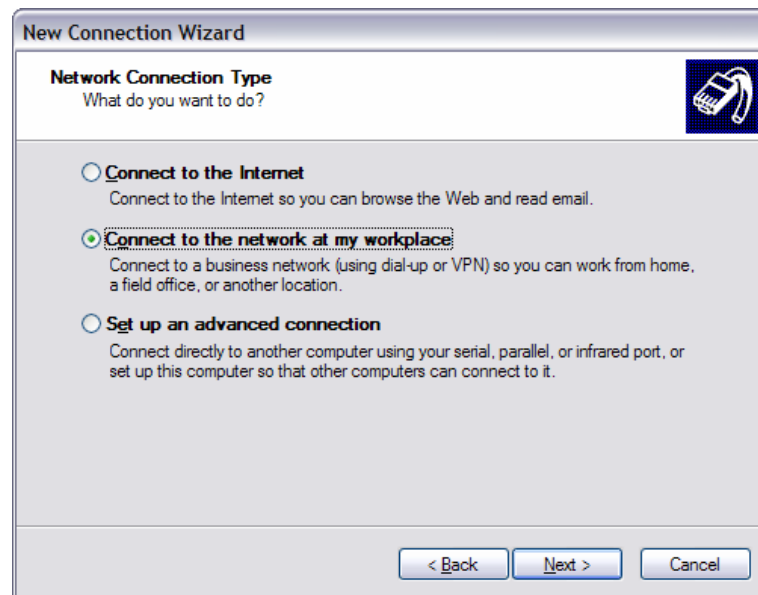 New Connection Wizard
Network Connection Type
What do you want to do?
Connect to the Internet
Connect to the Internet so you can browse the Web and read email.
Connect to the network at my workplace
Connect to a business network (using dial-up or VPN) so you can work from home,
a field office, or another location.
Set up an advanced connection
Connect directly to another computer using your serial, parallel, or infrared port, or
set up this computer so that other computers can connect to it.
< Back Next > Cancel